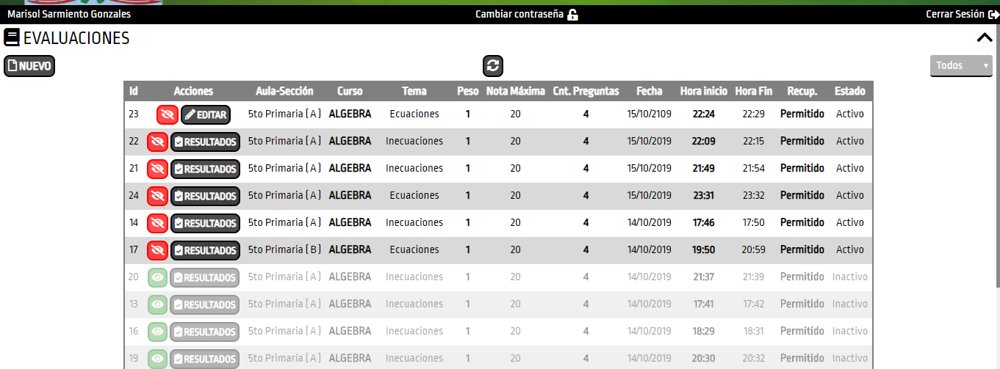 Marisol Sarmiento Gonzales Cambiar contraseña Cerrar Sesión
EVALUACIONES
NUEVO Todos
Id Acciones Aula-Sección Curso Tema Peso Nota Máxima Cnt. Preguntas Fecha Hora inicio Hora Fin Recup. Estado
23 EDITAR 5to Primaria ( A ) ALGEBRA Ecuaciones 1 20 4 15/10/2109 22:24 22:29 Permitido Activo
22 RESULTADOS 5to Primaria ( A ) ALGEBRA Inecuaciones 1 20 4 15/10/2019 22:09 22:15 Permitido Activo
21 RESULTADOS 5to Primaria ( A ) ALGEBRA Inecuaciones 1 20 4 15/10/2019 21:49 21:54 Permitido Activo
24 RESULTADOS 5to Primaria ( A ) ALGEBRA Ecuaciones 1 20 4 15/10/2019 23:31 23:32 Permitido Activo
14 RESULTADOS 5to Primaria ( A ) ALGEBRA Inecuaciones 1 20 4 14/10/2019 17:46 17:50 Permitido Activo
17 RESULTADOS 5to Primaria ( B ) ALGEBRA Ecuaciones 1 20 4 14/10/2019 19:50 20:59 Permitido Activo
20 RESULTADOS 5to Primaria ( A ) ALGEBRA Inecuaciones 1 20 4 14/10/2019 21:37 21:39 Permitido Inactivo
13 RESULTADOS 5to Primaria ( A ) ALGEBRA Inecuaciones 1 20 4 14/10/2019 17:41 17:42 Permitido Inactivo
16 RESULTADOS 5to Primaria ( A ) ALGEBRA Inecuaciones 1 20 4 14/10/2019 18:29 18:31 Permitido Inactivo
19 RESULTADOS 5to Primaria ( A ) ALGEBRA Inecuaciones 1 20 4 14/10/2019 20:30 20:32 Permitido Inactivo